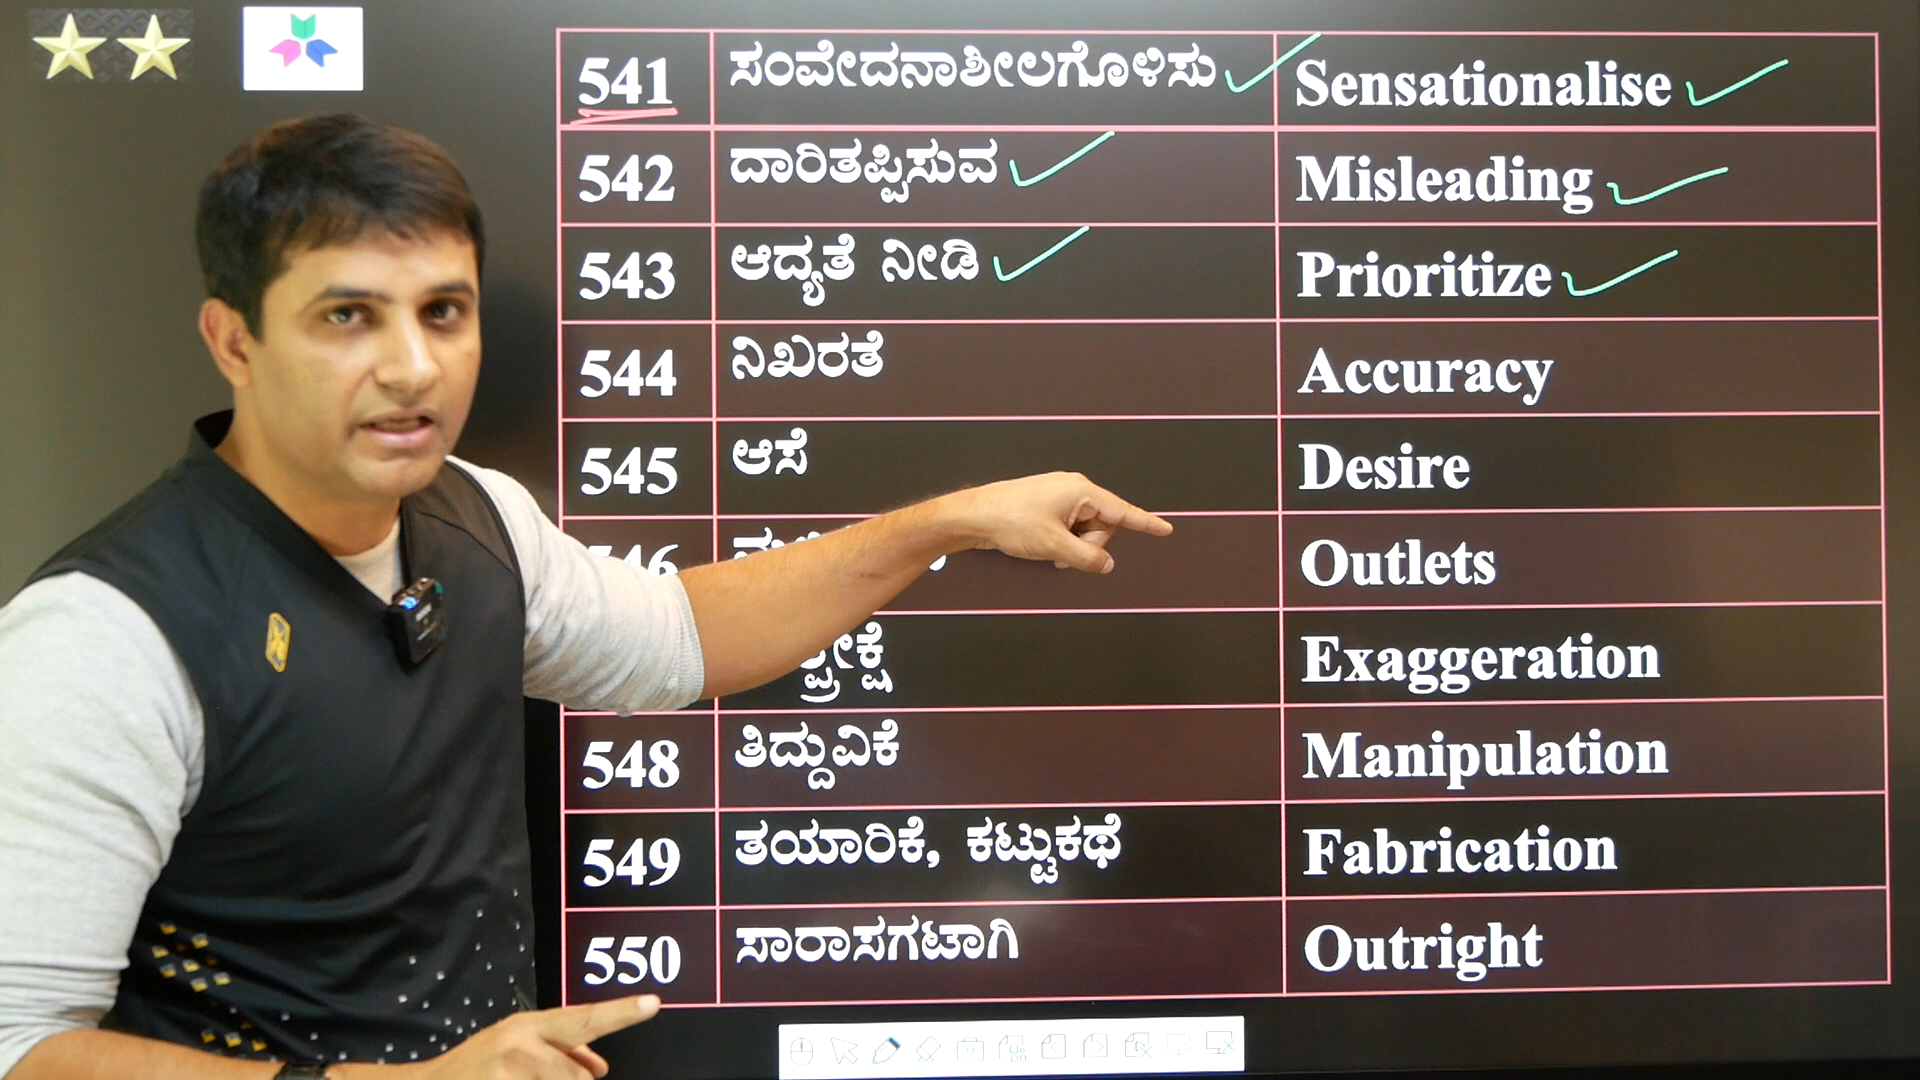 541 ಸಂವೇದನಾಶೀಲಗೊಳಿಸು Sensationalise
542 ದಾರಿತಪ್ಪಿಸುವ Misleading
543 ಆದ್ಯತೆ ನೀಡಿ Prioritize
544 ನಿಖರತೆ Accuracy
545 ಆಸೆ Desire
Outlets
Exaggeration
548 ತಿದ್ದುವಿಕೆ Manipulation
549 ತಯಾರಿಕೆ, ಕಟ್ಟುಕಥೆ Fabrication
550 ಸಾರಾಸಗಟಾಗಿ Outright